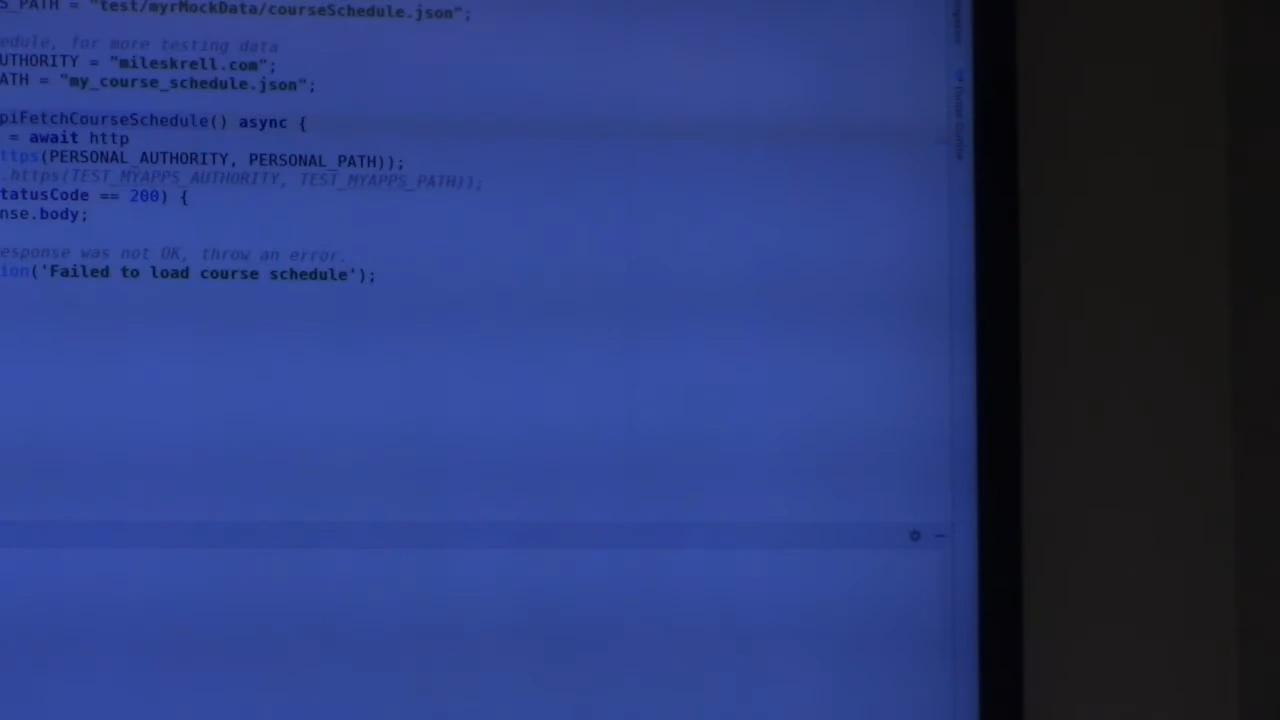 S_PATH = "test/myrMockData/courseSchedule.json";
edule, for more testing data
UTHORITY = "mileskrell.com";
ATH = "my_course_schedule.json";
piFetchCourseSchedule() async {
= await http
ttps(PERSONAL_AUTHORITY, PERSONAL_PATH));
.https(TEST_MYAPPS_AUTHORITY, TEST_MYAPPS_PATH));
tatusCode == 200) {
nse.body;
esponse was not OK, throw an error.
ion('Failed to load course schedule');